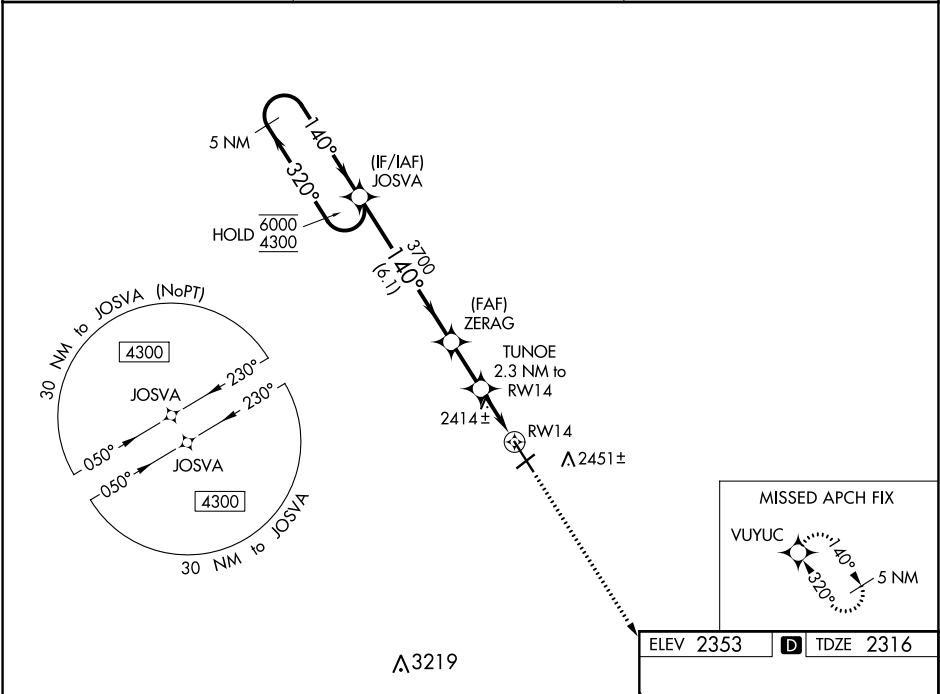 5 NM
140°
320°
(IF/IAF)
JOSVA
HOLD 6000
4300
3700
140°
(6.1)
(FAF)
ZERAG
TUNOE
2.3 NM to
RW14
2414±
RW14
2451±
30 NM to JOSVA (NoPT)
4300
JOSVA
230°
230°
050°
050°
JOSVA
4300
30 NM to JOSVA
MISSED APCH FIX
VUYUC
140°
320°
5 NM
3219
ELEV 2353 D TDZE 2316